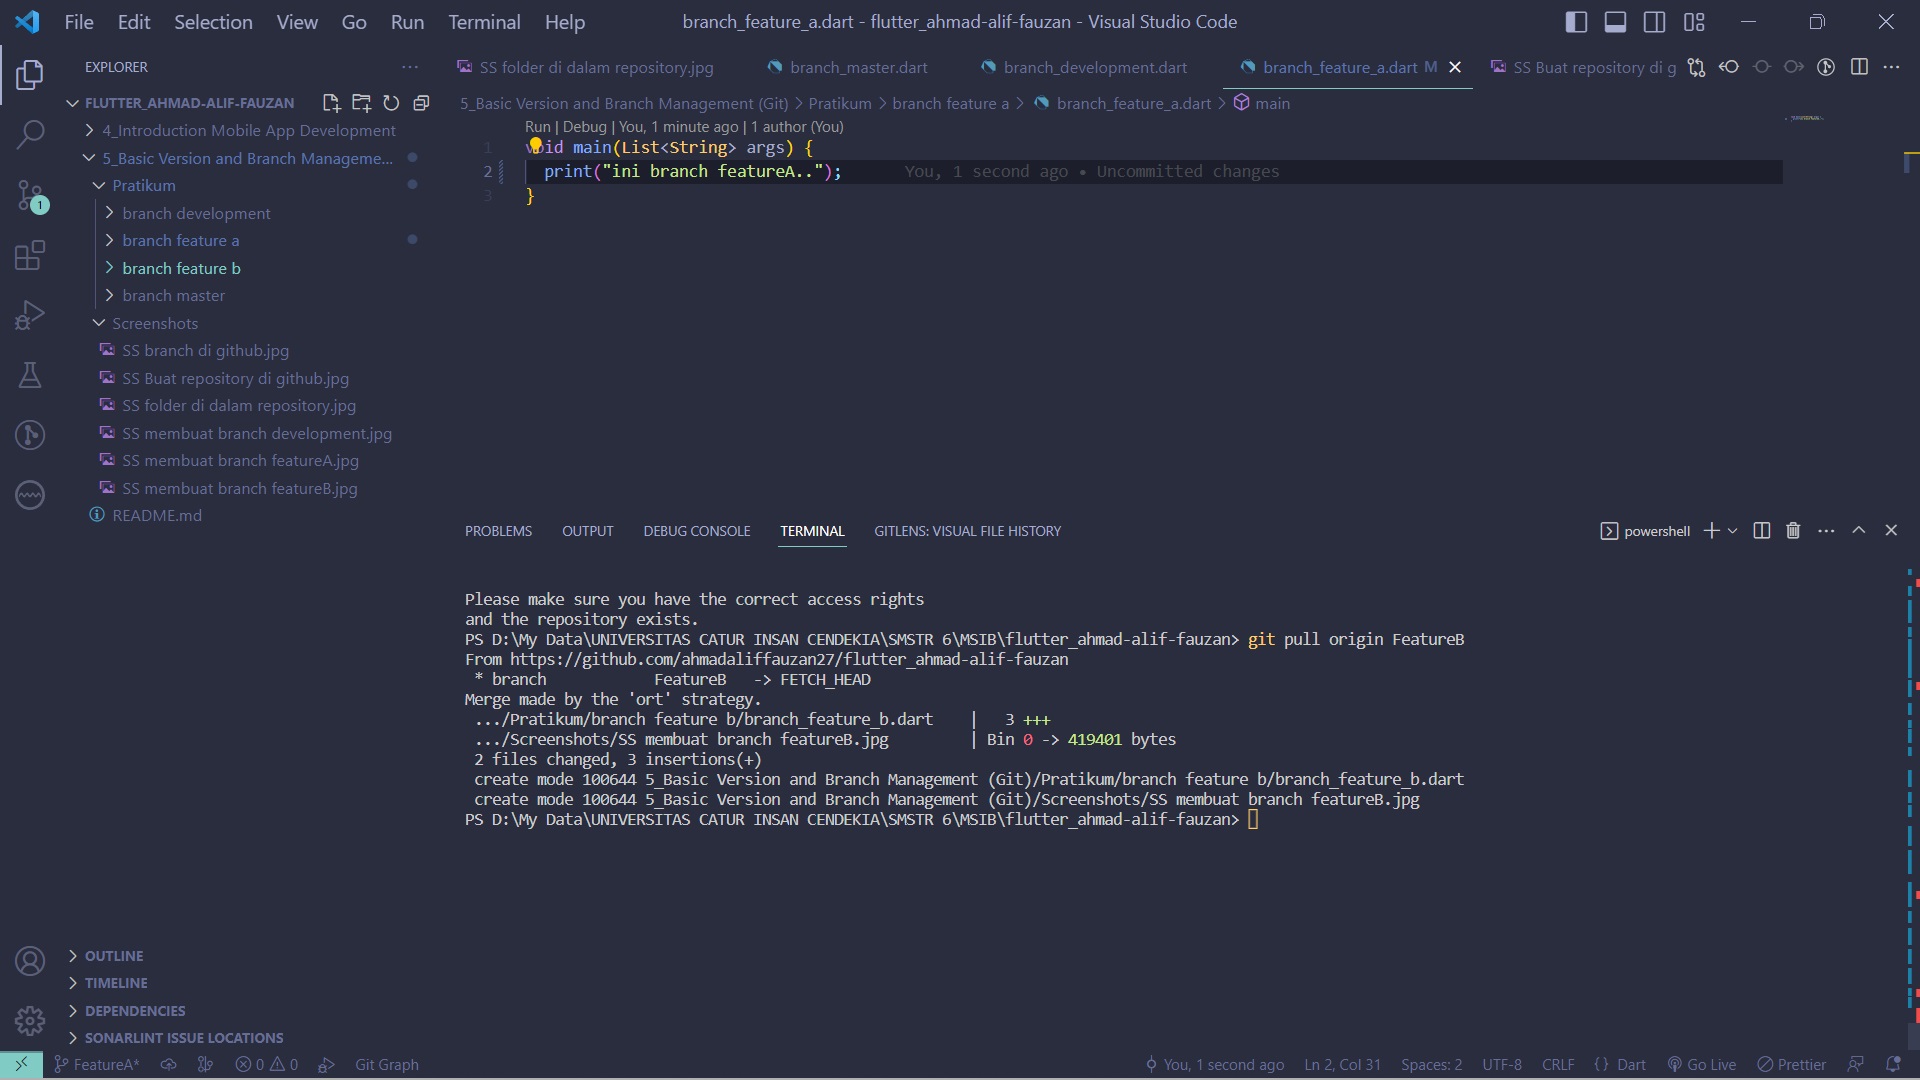 File Edit Selection View Go Run Terminal Help
branch_feature_a.dart - flutter_ahmad-alif-fauzan - Visual Studio Code
EXPLORER
FLUTTER_AHMAD-ALIF-FAUZAN
4_Introduction Mobile App Development
5_Basic Version and Branch Manageme...
Pratikum
branch development
branch feature a
branch feature b
branch master
Screenshots
SS branch di github.jpg
SS Buat repository di github.jpg
SS folder di dalam repository.jpg
SS membuat branch development.jpg
SS membuat branch featureA.jpg
SS membuat branch featureB.jpg
README.md
1
OUTLINE
TIMELINE
DEPENDENCIES
SONARLINT ISSUE LOCATIONS
SS folder di dalam repository.jpg branch_master.dart branch_development.dart branch_feature_a.dart M SS Buat repository di g
5_Basic Version and Branch Management (Git) > Pratikum > branch feature a > branch_feature_a.dart > main
Run | Debug | You, 1 minute ago | 1 author (You)
1 void main(List<String> args) {
2 print("ini branch featureA.."); You, 1 second ago • Uncommitted changes
3 }
PROBLEMS OUTPUT DEBUG CONSOLE TERMINAL GITLENS: VISUAL FILE HISTORY
powershell
Please make sure you have the correct access rights
and the repository exists.
PS D:\My Data\UNIVERSITAS CATUR INSAN CENDEKIA\SMSTR 6\MSIB\flutter_ahmad-alif-fauzan> git pull origin FeatureB
From https://github.com/ahmadaliffauzan27/flutter_ahmad-alif-fauzan
* branch FeatureB -> FETCH_HEAD
Merge made by the 'ort' strategy.
.../Pratikum/branch feature b/branch_feature_b.dart | 3 +++
.../Screenshots/SS membuat branch featureB.jpg | Bin 0 -> 419401 bytes
2 files changed, 3 insertions(+)
create mode 100644 5_Basic Version and Branch Management (Git)/Pratikum/branch feature b/branch_feature_b.dart
create mode 100644 5_Basic Version and Branch Management (Git)/Screenshots/SS membuat branch featureB.jpg
PS D:\My Data\UNIVERSITAS CATUR INSAN CENDEKIA\SMSTR 6\MSIB\flutter_ahmad-alif-fauzan>
FeatureA* 0 0 Git Graph You, 1 second ago Ln 2, Col 31 Spaces: 2 UTF-8 CRLF {} Dart Go Live Prettier